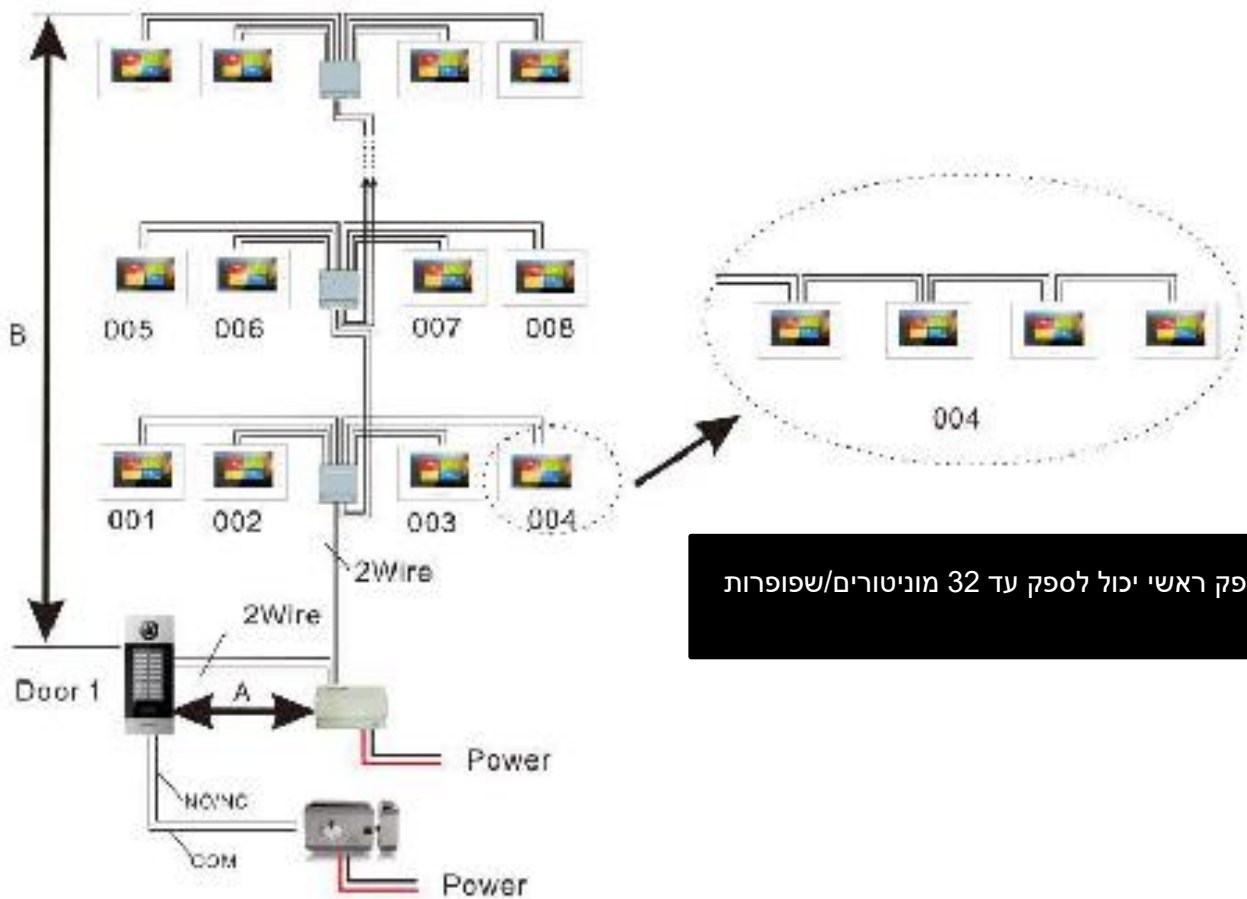 005 006 007 008
B
004
001 002 003 004
2Wire
2Wire
פק ראשי יכול לספק עד 32 מוניטורים/שפופרות
Door 1
A
Power
NO/NC
COM
Power